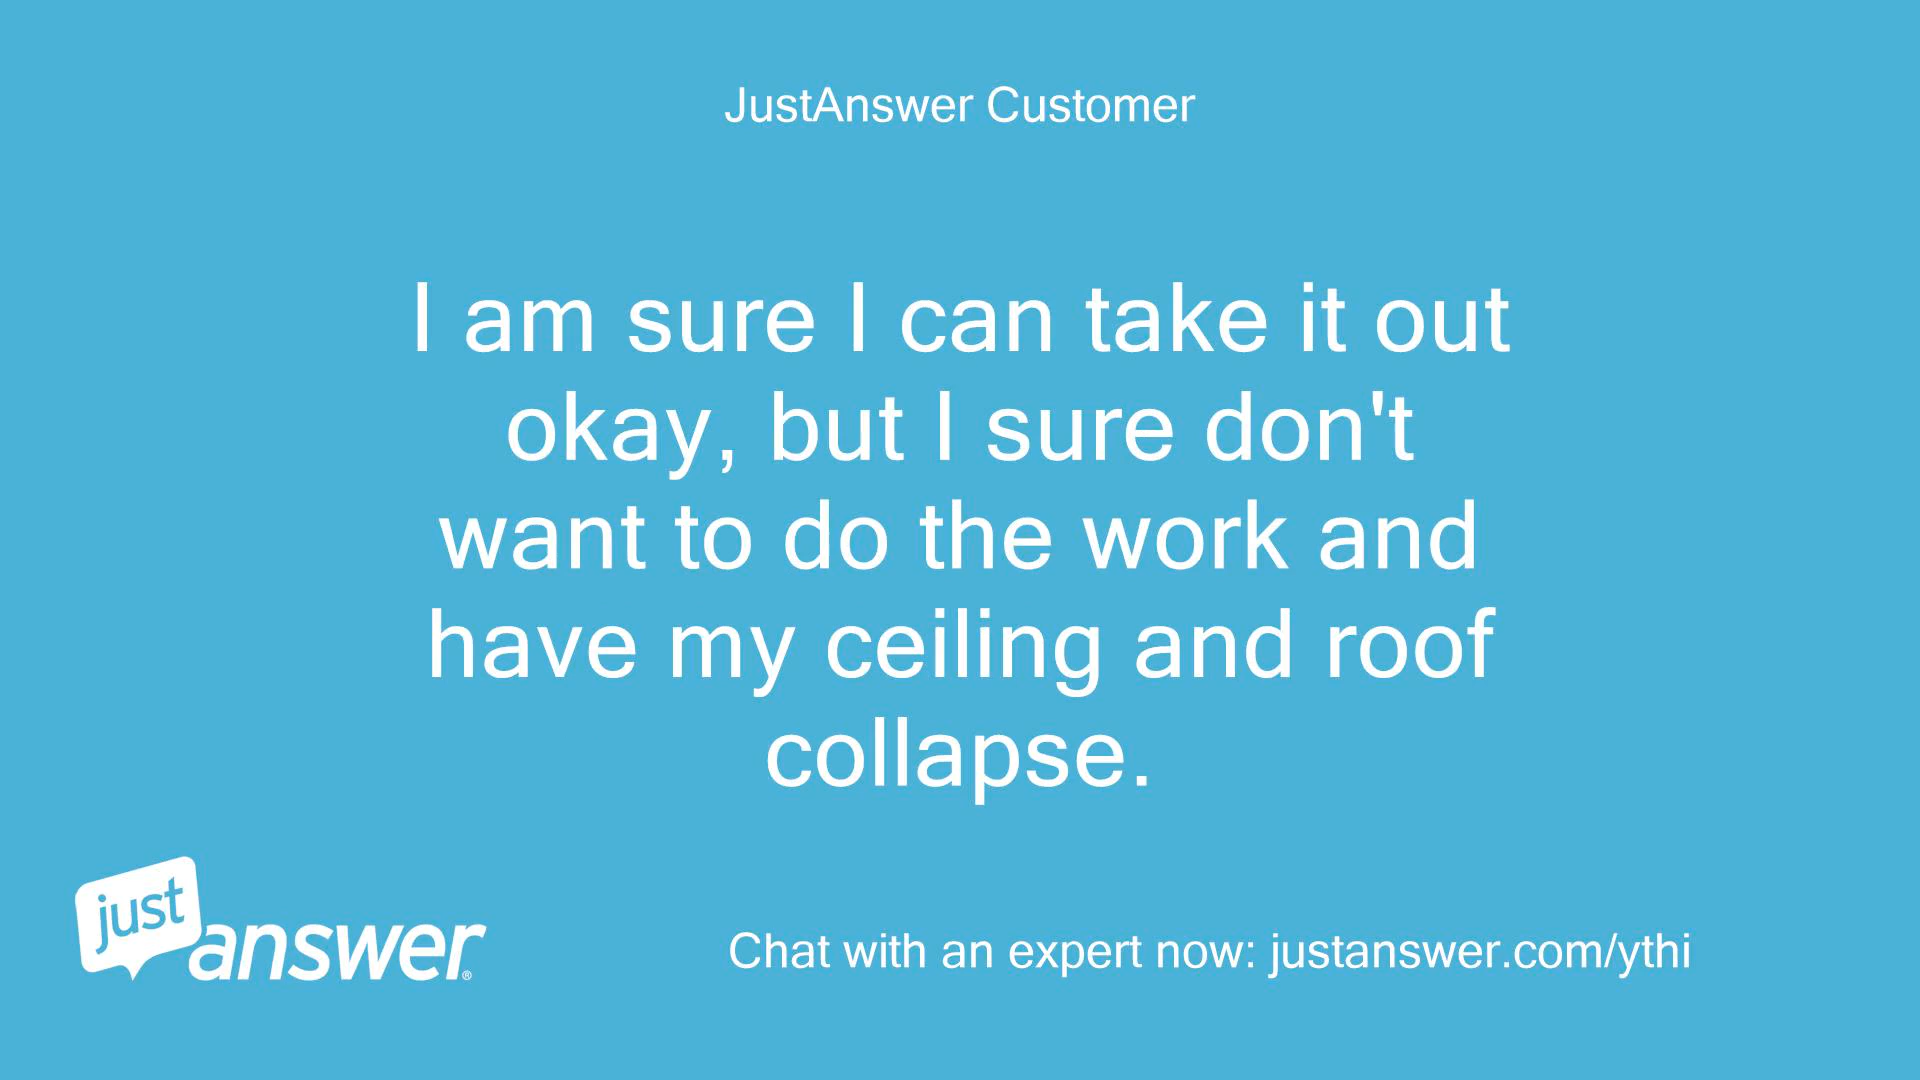 JustAnswer Customer
I am sure I can take it out
okay, but I sure don't
want to do the work and
have my ceiling and roof
collapse.
just
answer®
Chat with an expert now: justanswer.com/ythi